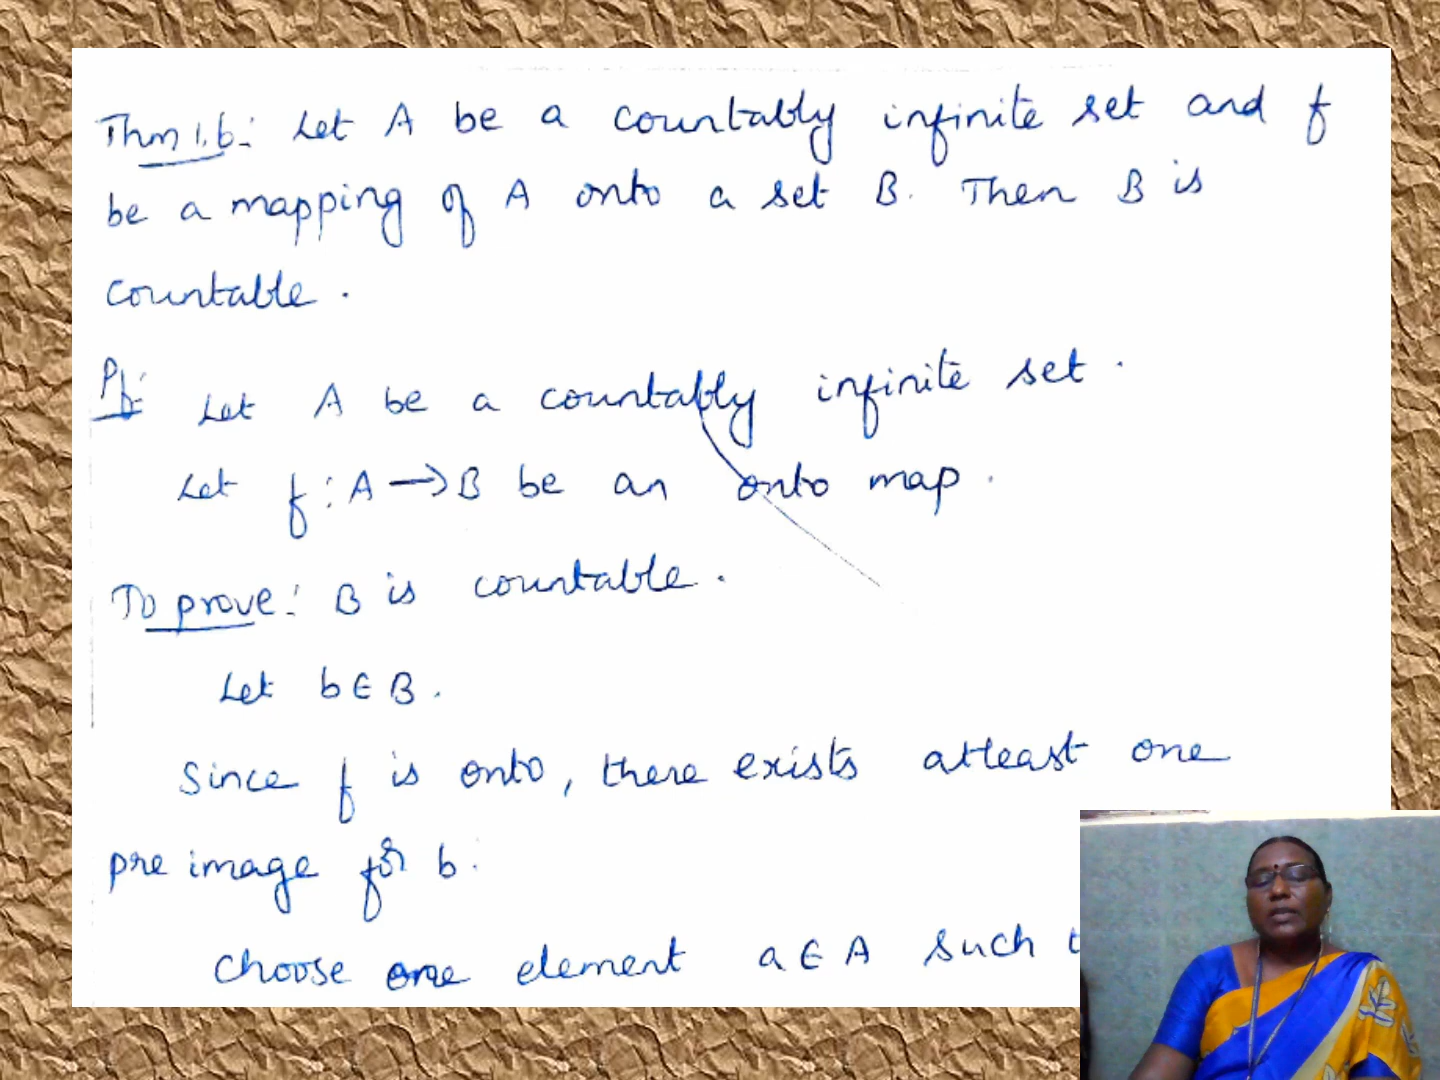 Thm 1.6:- Let A be a countably infinite set and f
be a mapping of A onto a set B. Then B is
countable.
Pf:- Let A be a countably infinite set.
Let f: A → B be an onto map.
To prove:- B is countable.
Let b ∈ B.
Since f is onto, there exists atleast one
pre image for b.
Choose one element a ∈ A such